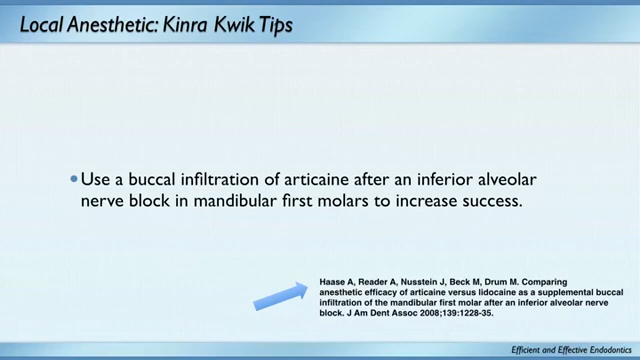 Local Anesthetic: Kinra Kwik Tips
•Use a buccal infiltration of articaine after an inferior alveolar
nerve block in mandibular first molars to increase success.
Haase A, Reader A, Nusstein J, Beck M, Drum M. Comparing
anesthetic efficacy of articaine versus lidocaine as a supplemental buccal
infiltration of the mandibular first molar after an inferior alveolar nerve
block. J Am Dent Assoc 2008;139:1228-35.
Efficient and Effective Endodontics